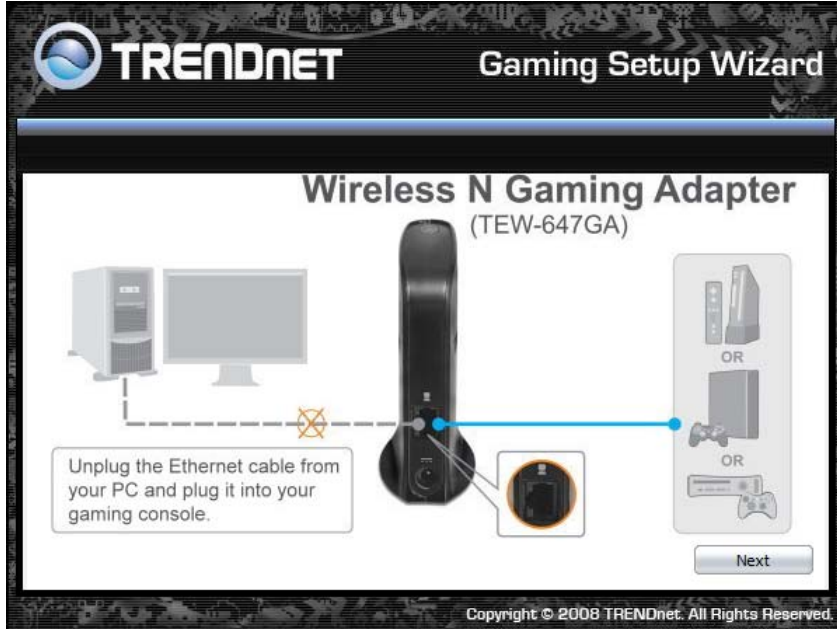 TRENDNET
Gaming Setup Wizard
Wireless N Gaming Adapter
(TEW-647GA)
OR
OR
Unplug the Ethernet cable from
your PC and plug it into your
gaming console.
Next
Copyright © 2008 TRENDnet. All Rights Reserved.